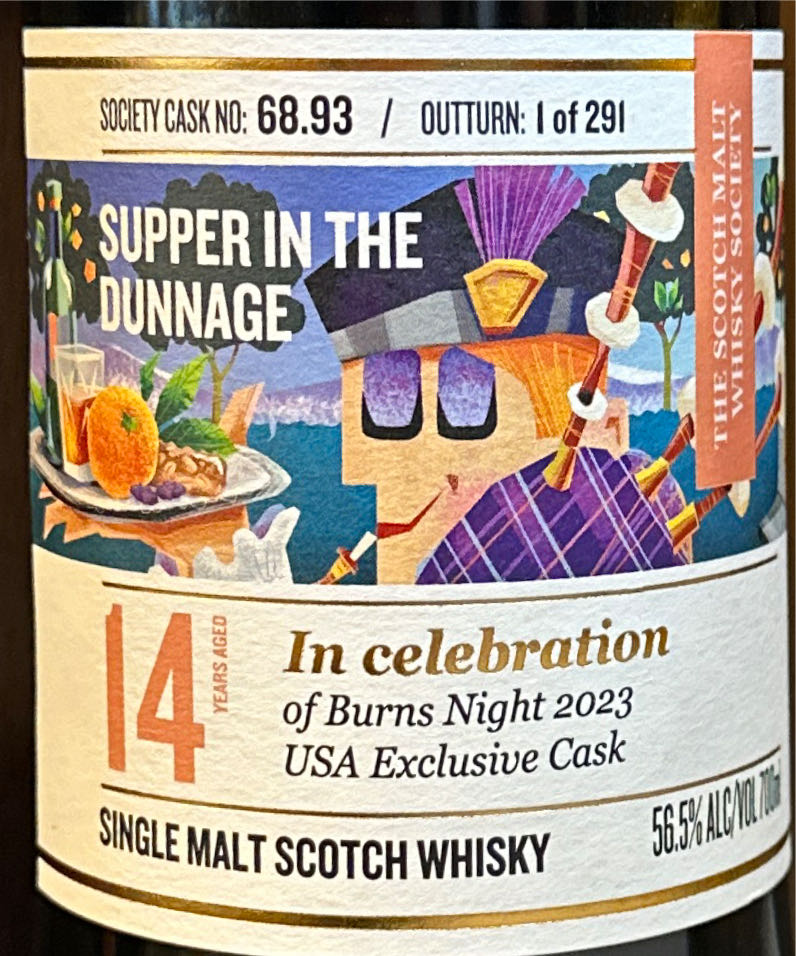 SOCIETY CASK NO: 68.93 / OUTTURN: 1 of 291
THE SCOTCH MALT
WHISKY SOCIETY
SUPPER IN THE
DUNNAGE
14
YEARS AGED
In celebration
of Burns Night 2023
USA Exclusive Cask
SINGLE MALT SCOTCH WHISKY
56.5% ALC/VOL 700ml